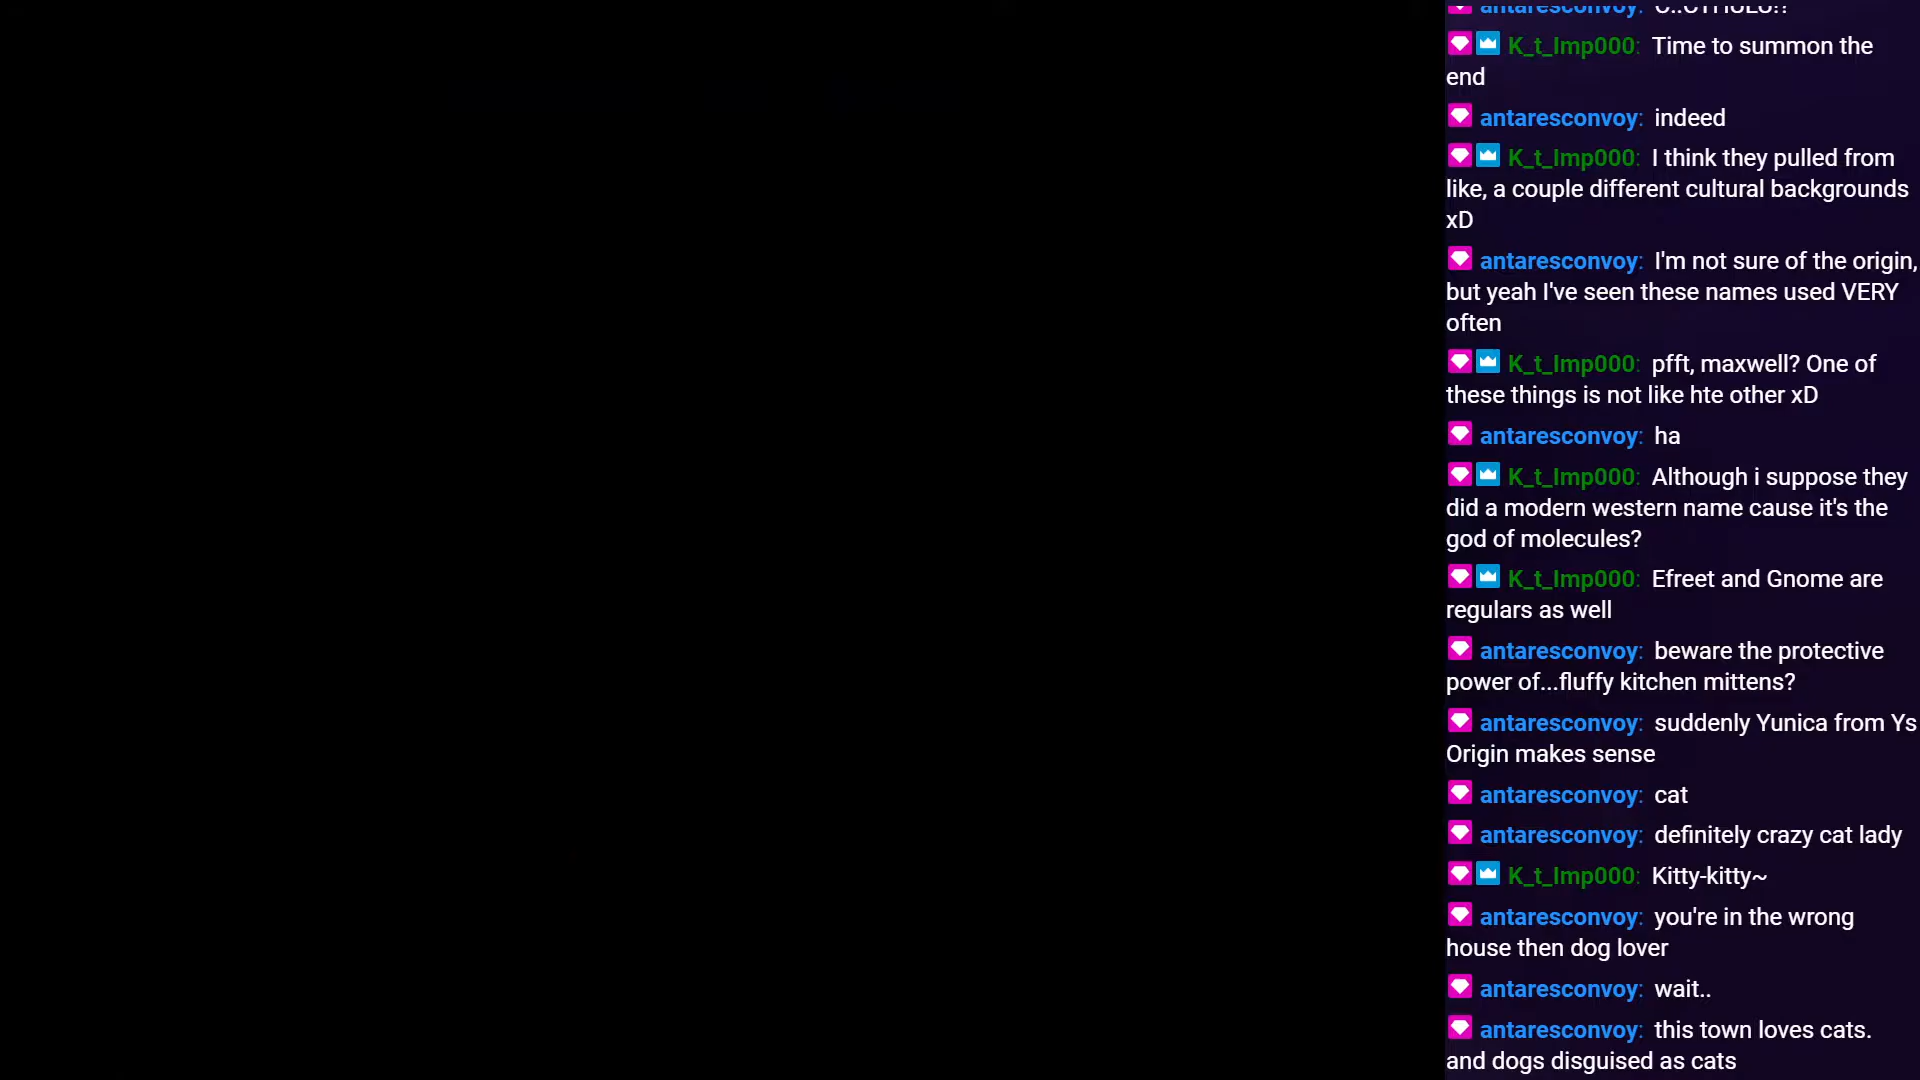 antaresconvoy:
K_t_Imp000: Time to summon the
end
antaresconvoy: indeed
K_t_Imp000: I think they pulled from
like, a couple different cultural backgrounds
xD
antaresconvoy: I'm not sure of the origin,
but yeah I've seen these names used VERY
often
K_t_Imp000: pfft, maxwell? One of
these things is not like hte other xD
antaresconvoy: ha
K_t_Imp000: Although i suppose they
did a modern western name cause it's the
god of molecules?
K_t_Imp000: Efreet and Gnome are
regulars as well
antaresconvoy: beware the protective
power of...fluffy kitchen mittens?
antaresconvoy: suddenly Yunica from Ys
Origin makes sense
antaresconvoy: cat
antaresconvoy: definitely crazy cat lady
K_t_Imp000: Kitty-kitty~
antaresconvoy: you're in the wrong
house then dog lover
antaresconvoy: wait..
antaresconvoy: this town loves cats.
and dogs disguised as cats